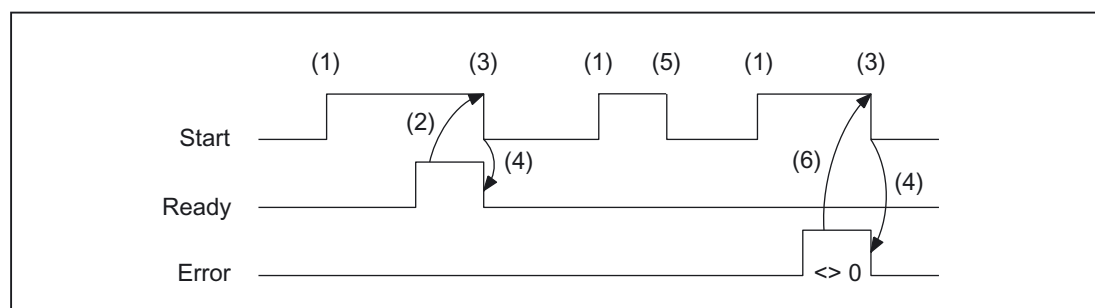 (1) (3) (1) (5) (1) (3)
Start (2) (4) (6) (4)
Ready
Error <> 0